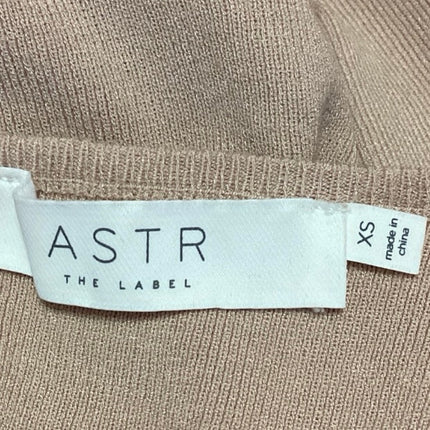 ASTR
THE LABEL
XS
made in
china